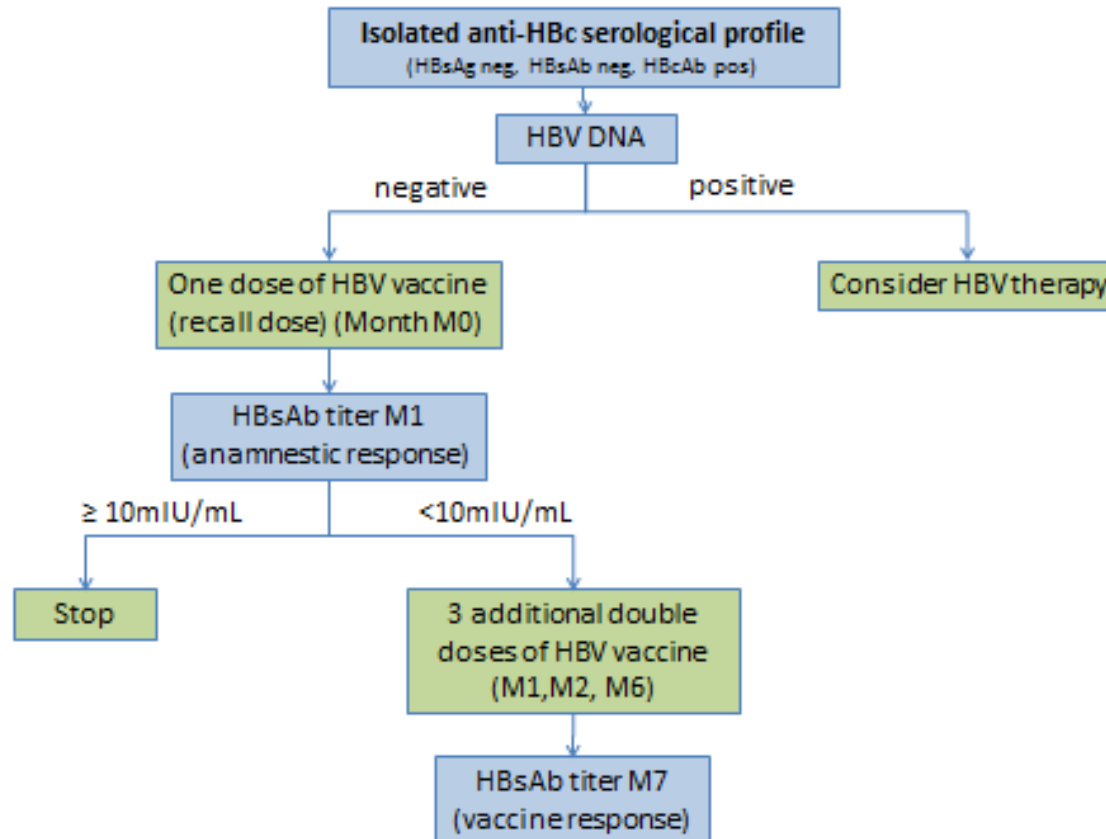 Isolated anti-HBc serological profile
(HBsAg neg, HBsAb neg, HBcAb pos)
HBV DNA
negative
positive
One dose of HBV vaccine
(recall dose) (Month M0)
Consider HBV therapy
HBsAb titer M1
(anamnestic response)
≥ 10mIU/mL
<10mIU/mL
Stop
3 additional double
doses of HBV vaccine
(M1,M2, M6)
HBsAb titer M7
(vaccine response)